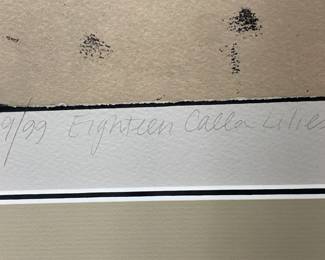 9/99 Eighteen Calla Lilies